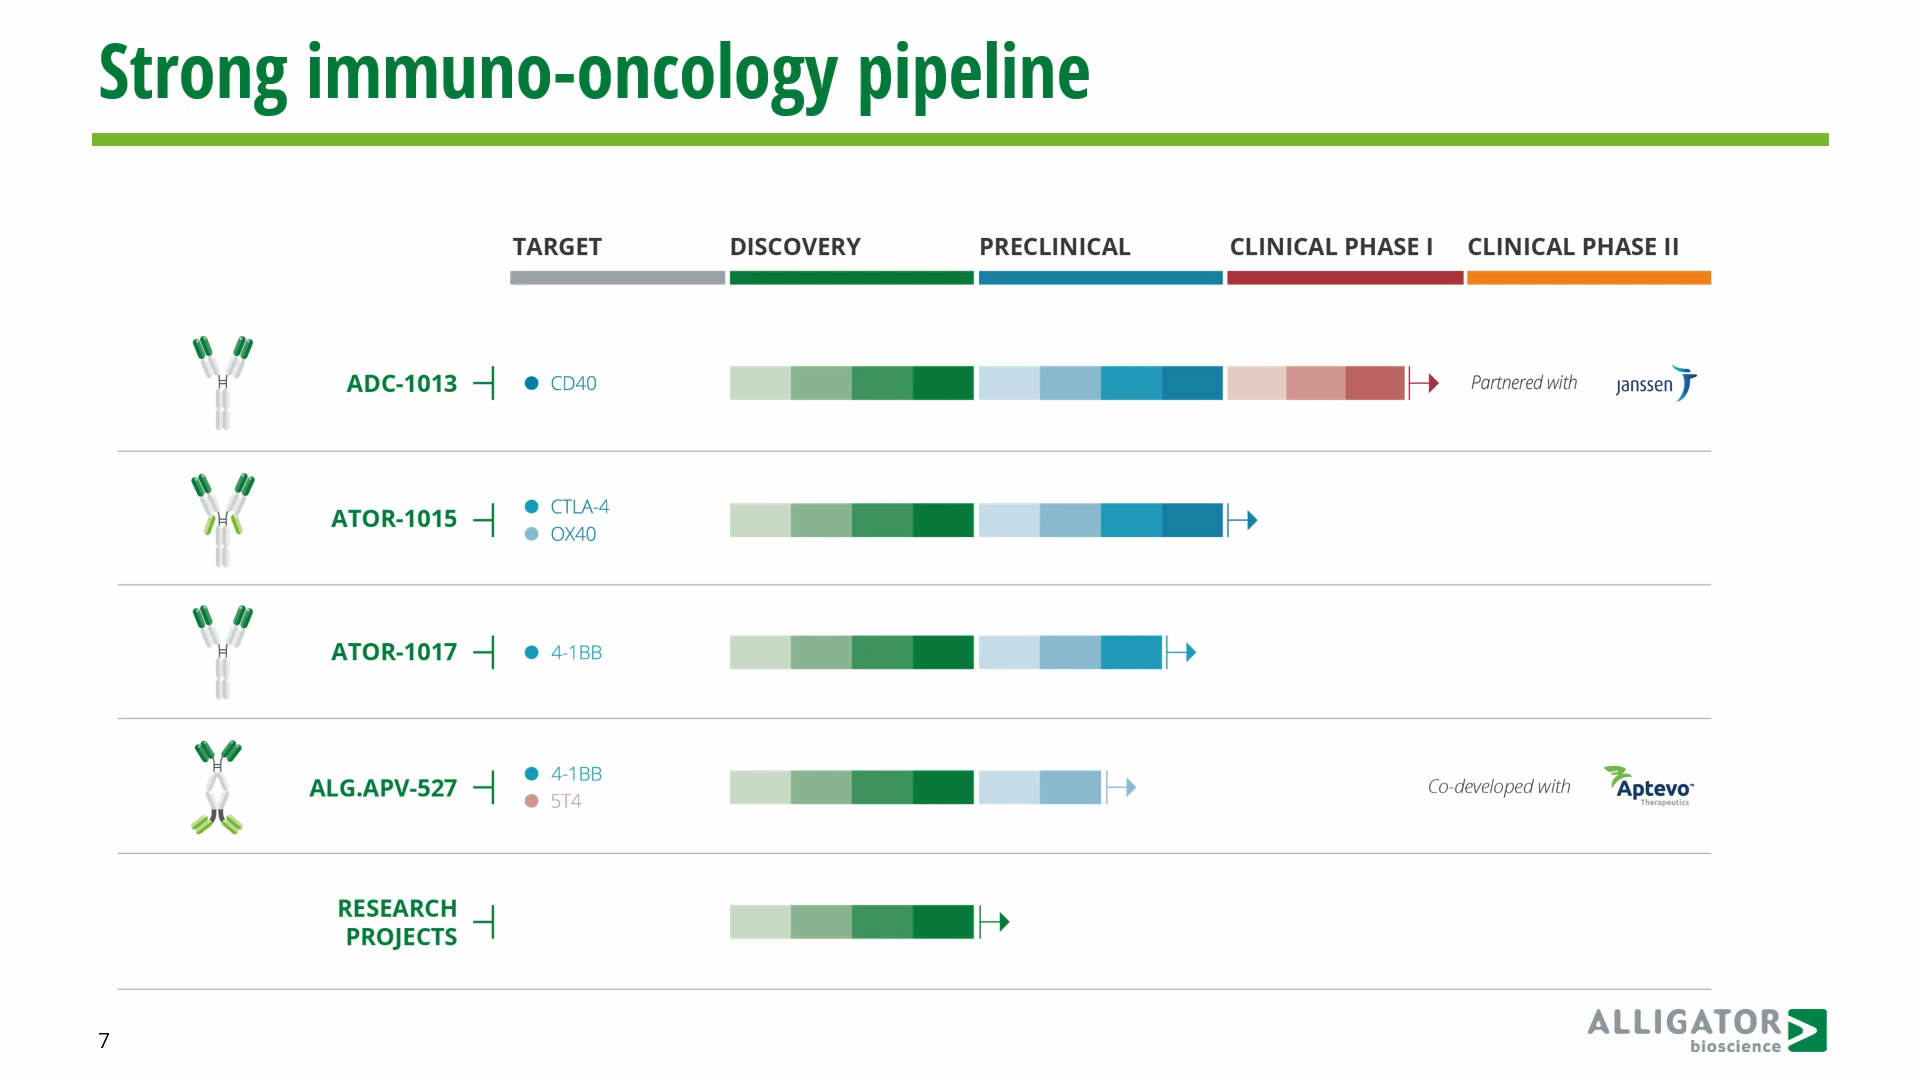 Strong immuno-oncology pipeline
TARGET DISCOVERY PRECLINICAL CLINICAL PHASE I CLINICAL PHASE II
ADC-1013 CD40 Partnered with Janssen
ATOR-1015
CTLA-4
OX40
ATOR-1017 4-1BB
ALG.APV-527
4-1BB
5T4
Co-developed with
Aptevo™
Therapeutics
RESEARCH
PROJECTS
7
ALLIGATOR
bioscience